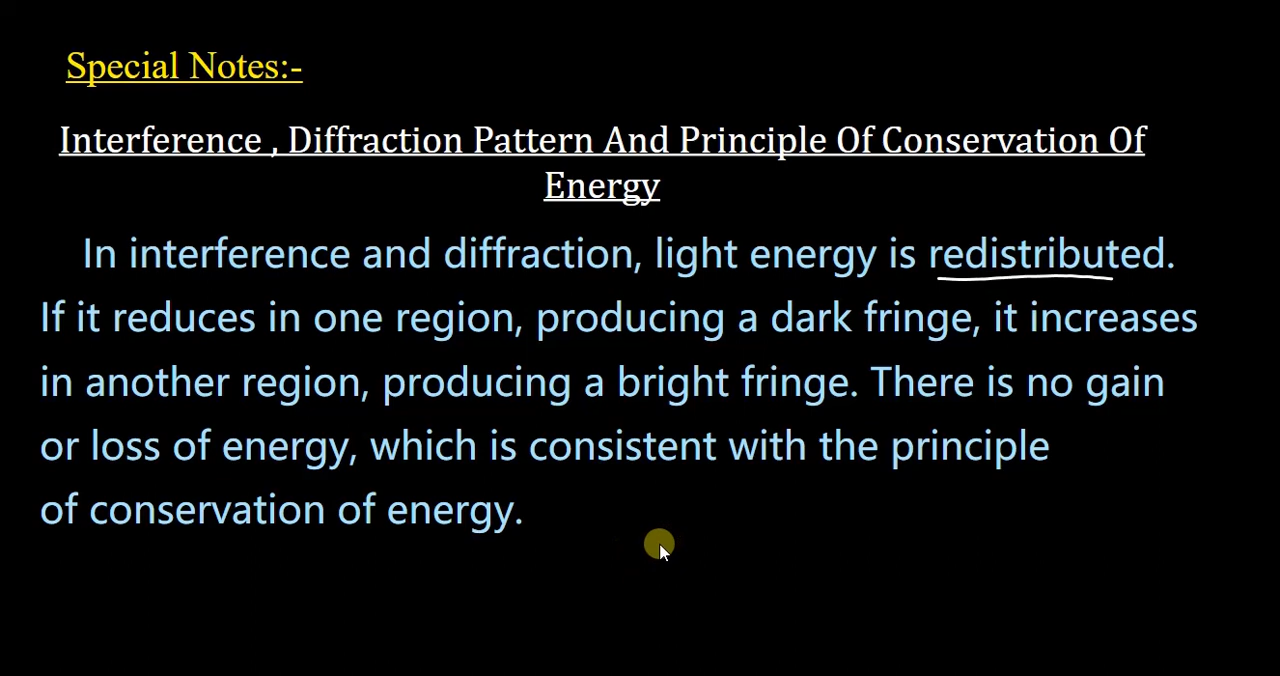 Special Notes:-
Interference , Diffraction Pattern And Principle Of Conservation Of
Energy
In interference and diffraction, light energy is redistributed.
If it reduces in one region, producing a dark fringe, it increases
in another region, producing a bright fringe. There is no gain
or loss of energy, which is consistent with the principle
of conservation of energy.